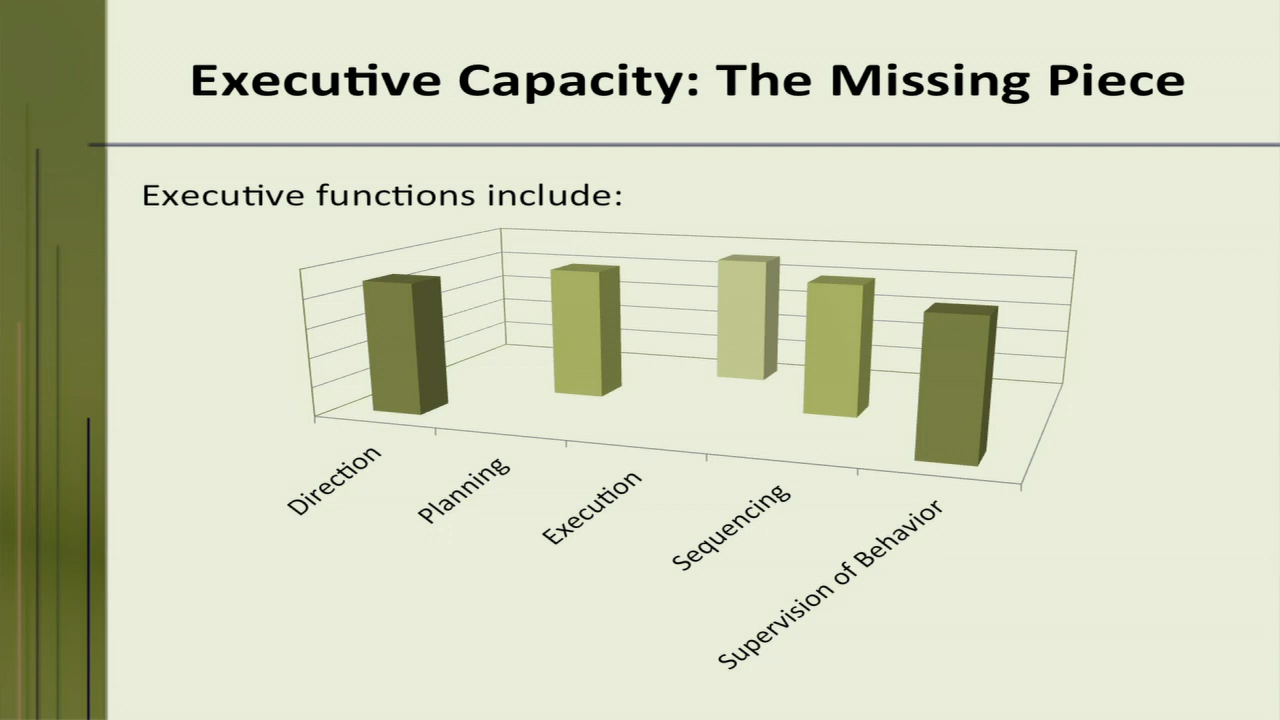 Executive Capacity: The Missing Piece
Executive functions include:
Direction
Planning
Execution
Sequencing
Supervision of Behavior